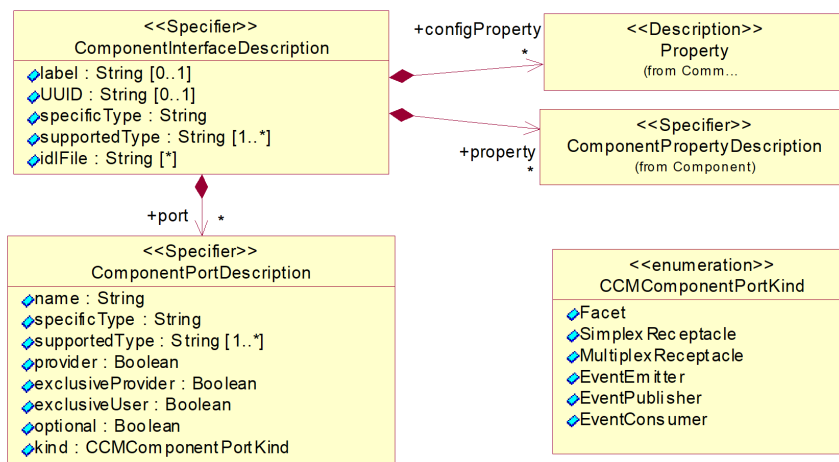 <<Specifier>>
ComponentInterfaceDescription
label : String [0..1]
UUID : String [0..1]
specificType : String
supportedType : String [1..*]
idlFile : String [*]
+configProperty
*
<<Description>>
Property
(from Comm...
+property
*
<<Specifier>>
ComponentPropertyDescription
(from Component)
+port
*
<<Specifier>>
ComponentPortDescription
name : String
specificType : String
supportedType : String [1..*]
provider : Boolean
exclusiveProvider : Boolean
exclusiveUser : Boolean
optional : Boolean
kind : CCMComponentPortKind
<<enumeration>>
CCMComponentPortKind
Facet
SimplexReceptacle
MultiplexReceptacle
EventEmitter
EventPublisher
EventConsumer